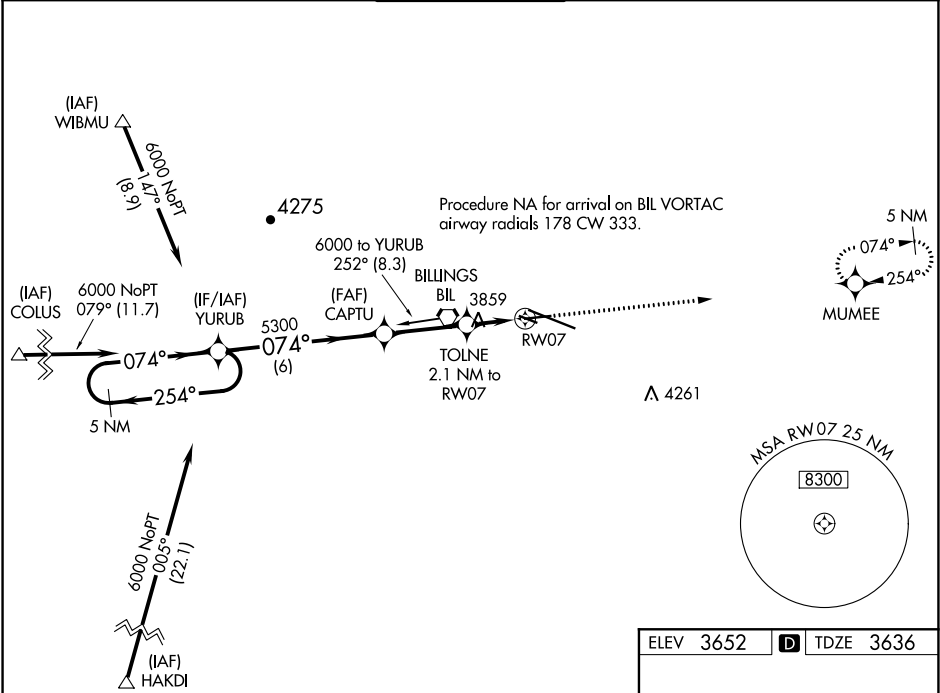 (IAF)
WIBMU
6000 NoPT
147°
(8.9)
4275
Procedure NA for arrival on BIL VORTAC
airway radials 178 CW 333.
5 NM
074°
254°
MUMEE
6000 to YURUB
252° (8.3)
BILLINGS
BIL
(IAF)
COLUS
6000 NoPT
079° (11.7)
(IF/IAF)
YURUB
(FAF)
CAPTU
3859
5300
074°
(6)
RW07
TOLNE
2.1 NM to
RW07
074°
254°
5 NM
4261
MSA RW07 25 NM
8300
6000 NoPT
005°
(22.1)
(IAF)
HAKDI
ELEV 3652 D TDZE 3636